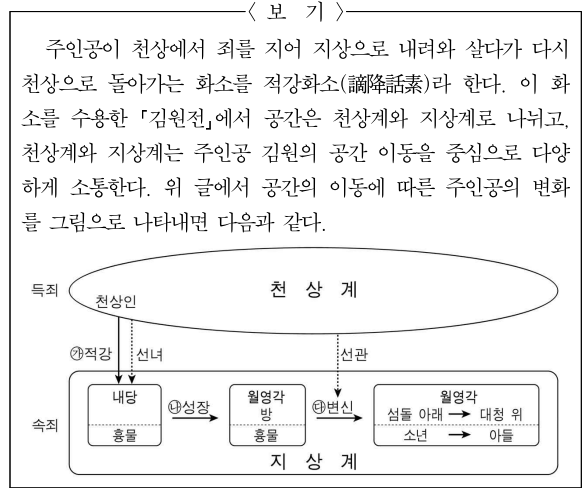 〈 보 기 〉
주인공이 천상에서 죄를 지어 지상으로 내려와 살다가 다시
천상으로 돌아가는 화소를 적강화소(謫降話素)라 한다. 이 화
소를 수용한 「김원전」에서 공간은 천상계와 지상계로 나뉘고,
천상계와 지상계는 주인공 김원의 공간 이동을 중심으로 다양
하게 소통한다. 위 글에서 공간의 이동에 따른 주인공의 변화
를 그림으로 나타내면 다음과 같다.
득죄 천 상 계
천상인
㉮적강 선녀 선관
속죄
내당 ㉯성장 월영각 ㉰변신 월영각
방 섬돌 아래 → 대청 위
흉물 흉물 소년 → 아들
지 상 계